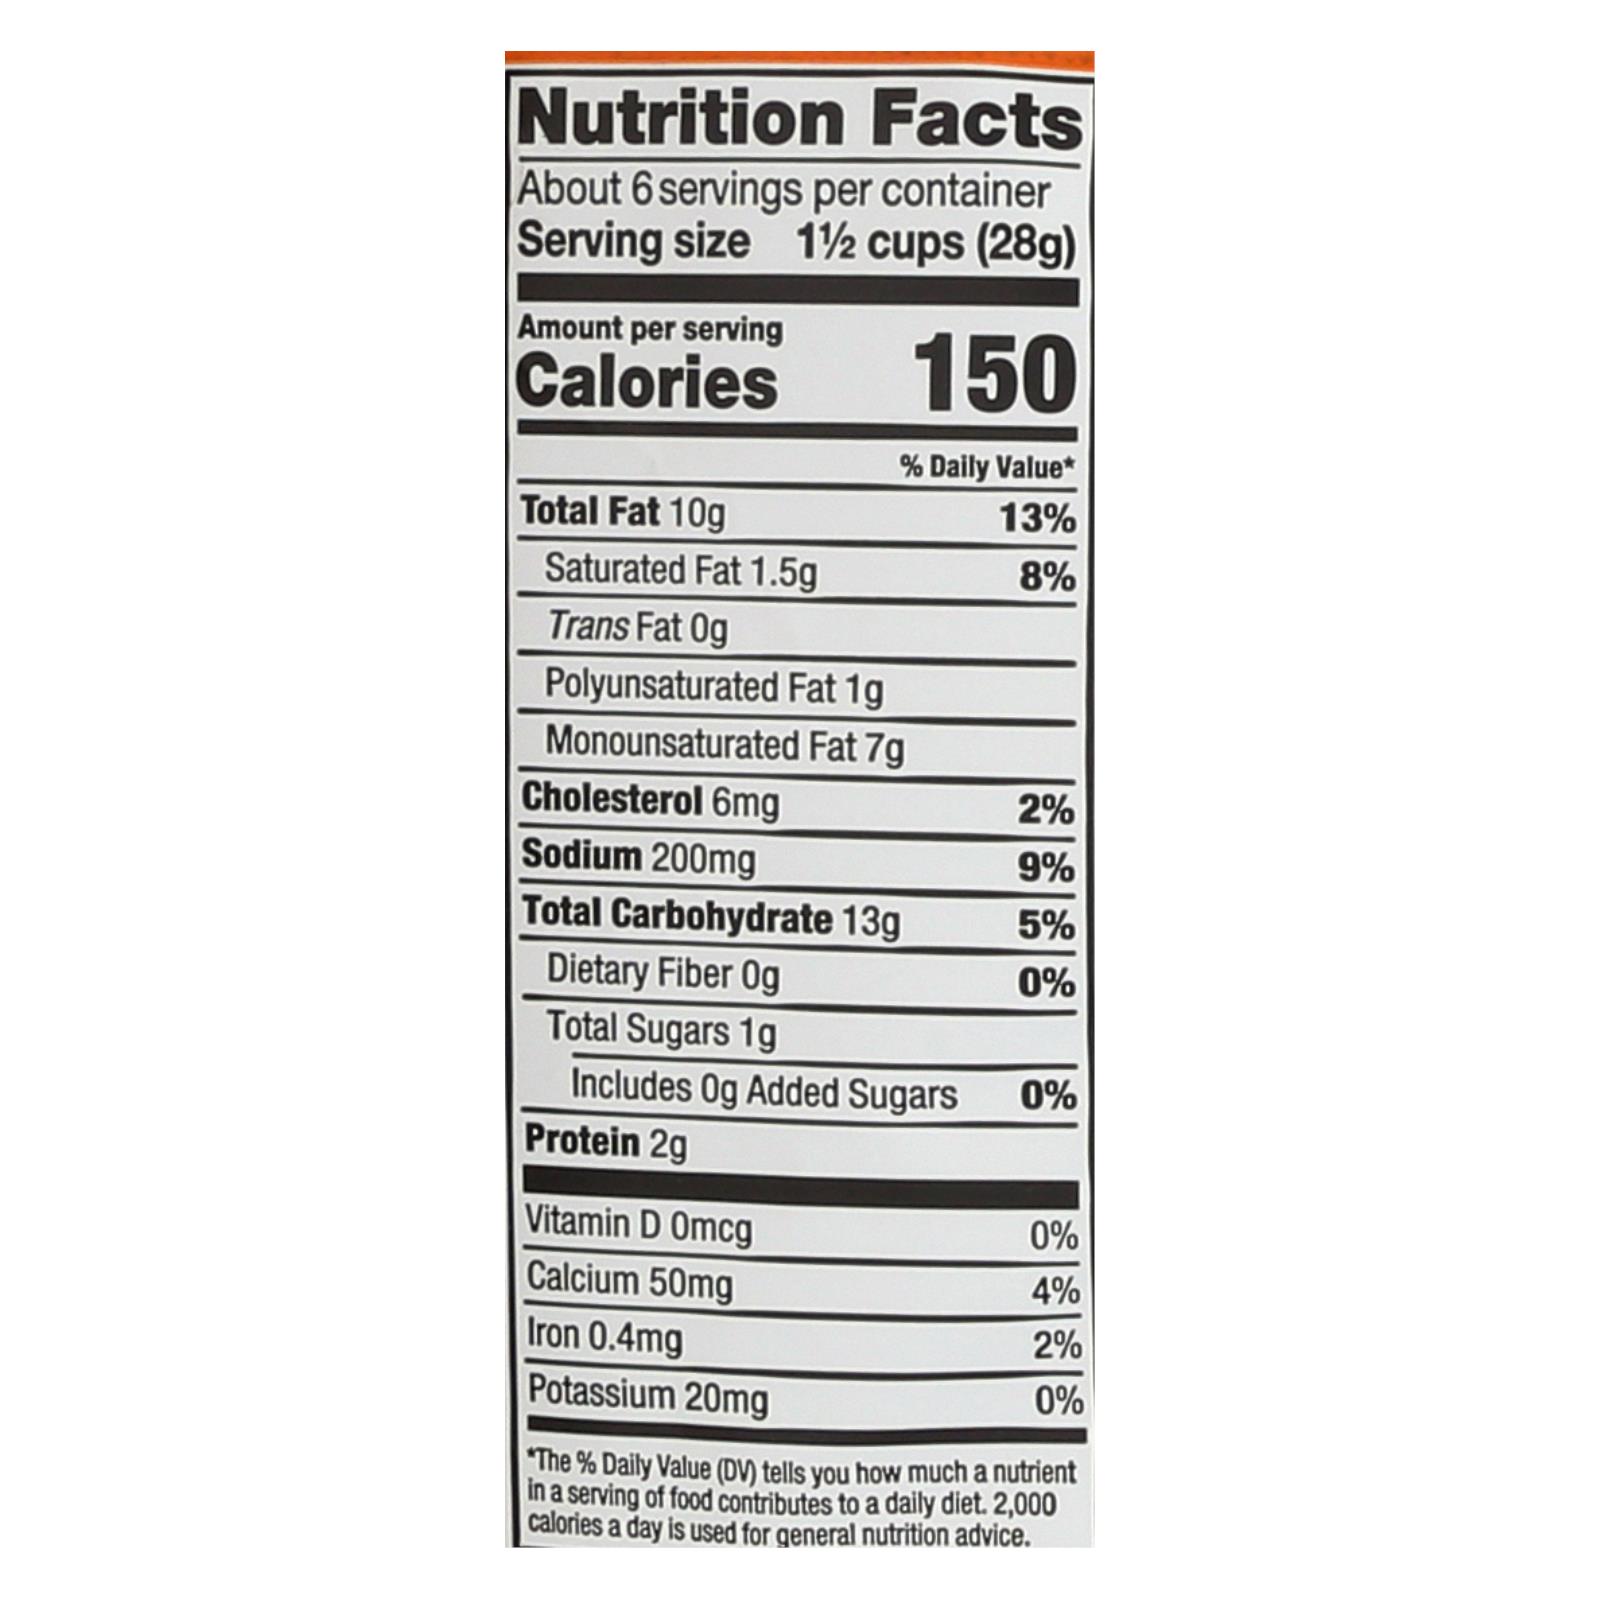 Nutrition Facts
About 6 servings per container
Serving size 1½ cups (28g)
Amount per serving
Calories 150
% Daily Value*
Total Fat 10g 13%
Saturated Fat 1.5g 8%
Trans Fat 0g
Polyunsaturated Fat 1g
Monounsaturated Fat 7g
Cholesterol 6mg 2%
Sodium 200mg 9%
Total Carbohydrate 13g 5%
Dietary Fiber 0g 0%
Total Sugars 1g
Includes 0g Added Sugars 0%
Protein 2g
Vitamin D 0mcg 0%
Calcium 50mg 4%
Iron 0.4mg 2%
Potassium 20mg 0%
*The % Daily Value (DV) tells you how much a nutrient
in a serving of food contributes to a daily diet. 2,000
calories a day is used for general nutrition advice.